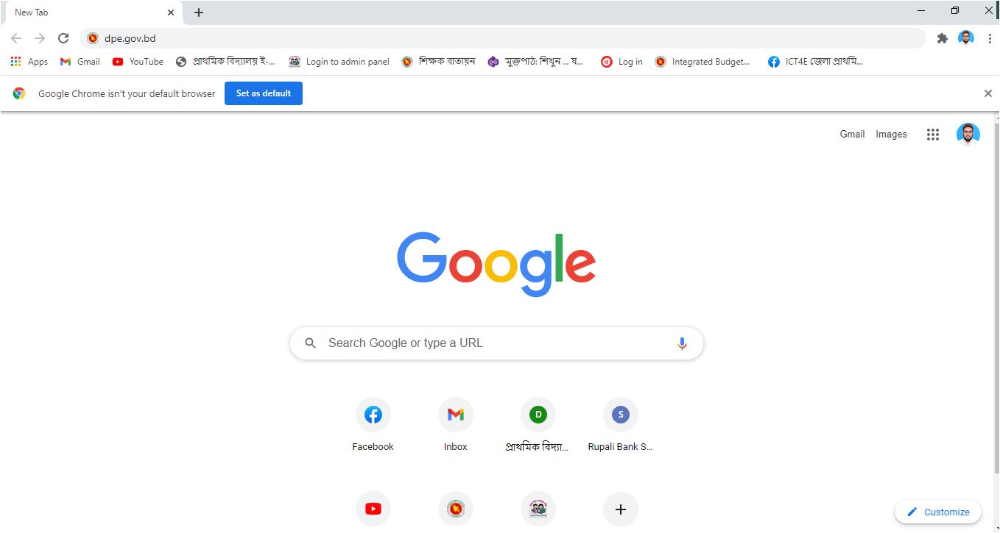 New Tab
dpe.gov.bd
Apps Gmail YouTube প্রাথমিক বিদ্যালয় ই-... Login to admin panel শিক্ষক বাতায়ন মুক্তপাঠ: শিখুন ... য... Log in Integrated Budget... ICT4E জেলা প্রাথমি...
Google Chrome isn't your default browser Set as default
Gmail Images
Google
Search Google or type a URL
D S
Facebook Inbox প্রাথমিক বিদ্যা... Rupali Bank S...
Customize